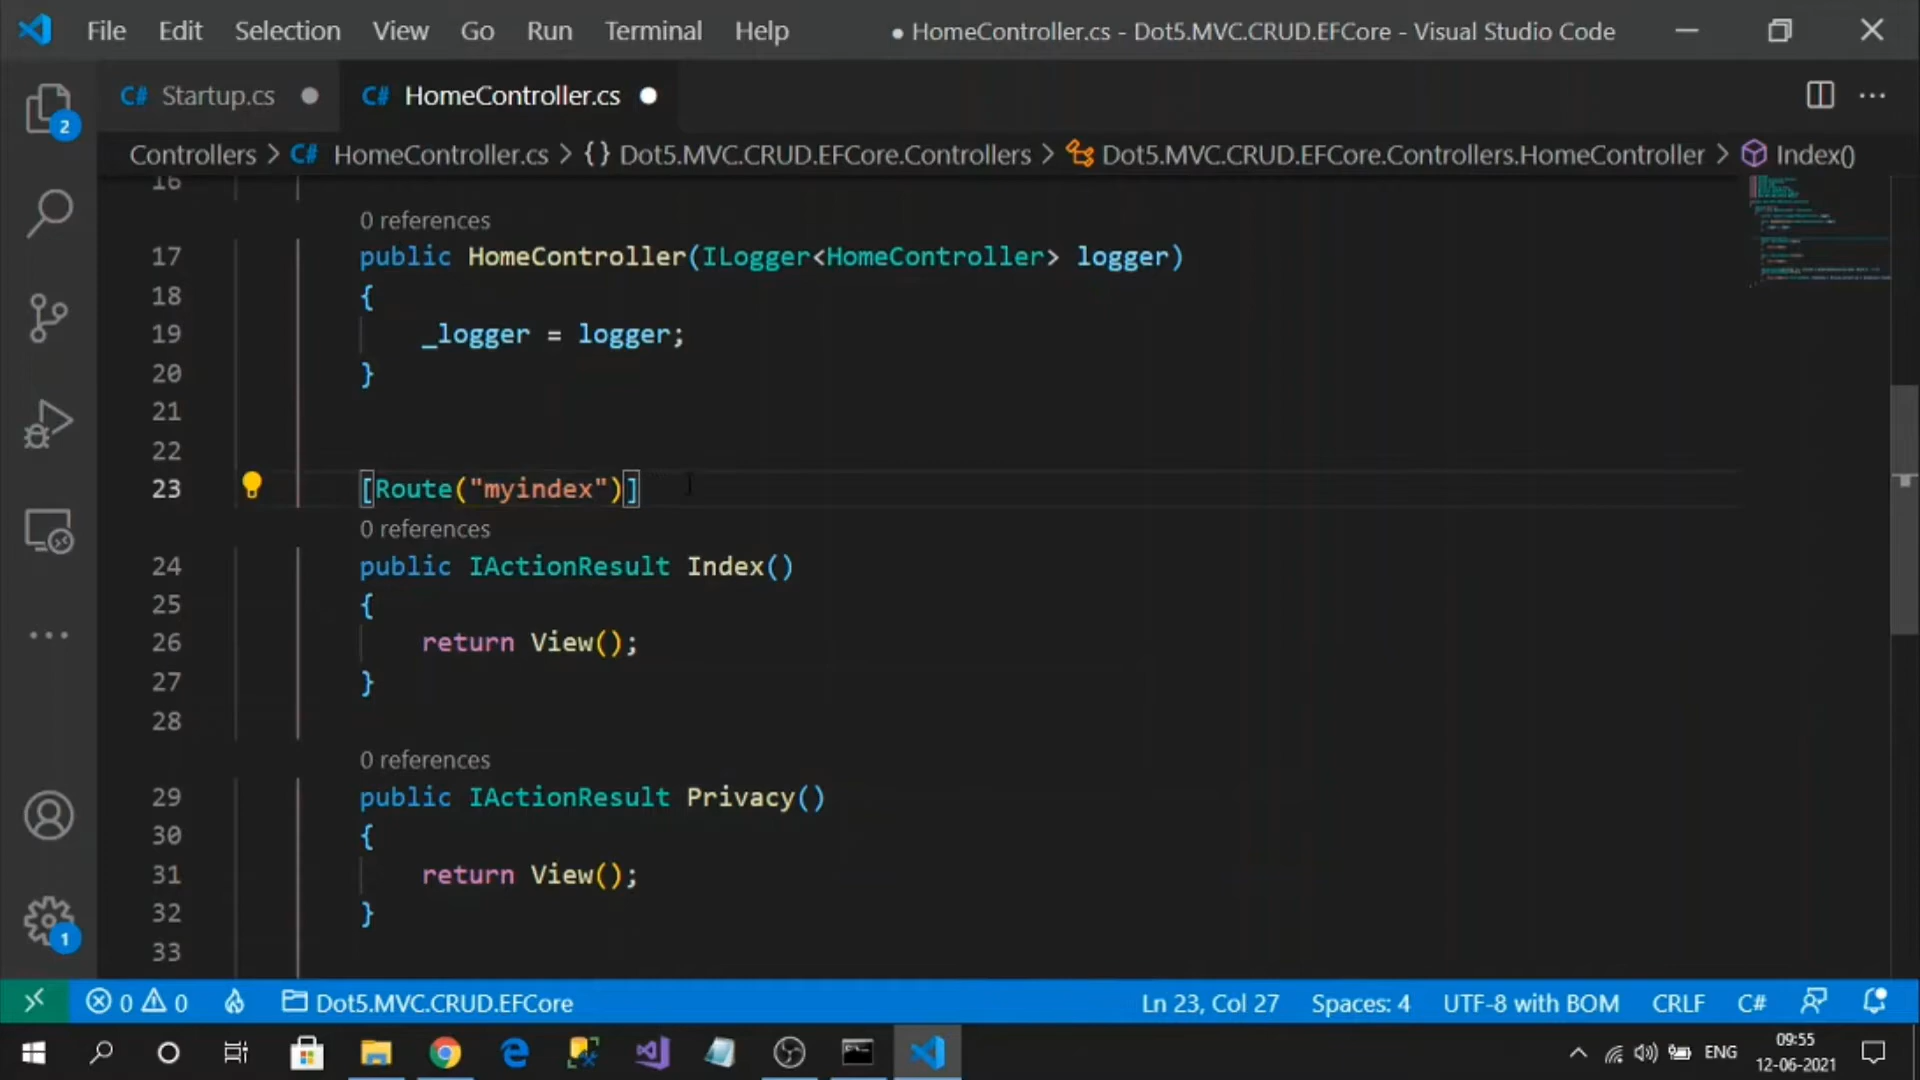 File Edit Selection View Go Run Terminal Help ● HomeController.cs - Dot5.MVC.CRUD.EFCore - Visual Studio Code
C# Startup.cs ● C# HomeController.cs ●
Controllers > C# HomeController.cs > {} Dot5.MVC.CRUD.EFCore.Controllers > Dot5.MVC.CRUD.EFCore.Controllers.HomeController > Index()
2
16
0 references
17 public HomeController(ILogger<HomeController> logger)
18 {
19 _logger = logger;
20 }
21
22
23 [Route("myindex")]
0 references
24 public IActionResult Index()
25 {
26 return View();
27 }
28
0 references
29 public IActionResult Privacy()
30 {
31 return View();
32 }
33
1
0 0 Dot5.MVC.CRUD.EFCore Ln 23, Col 27 Spaces: 4 UTF-8 with BOM CRLF C#
ENG 09:55
12-06-2021